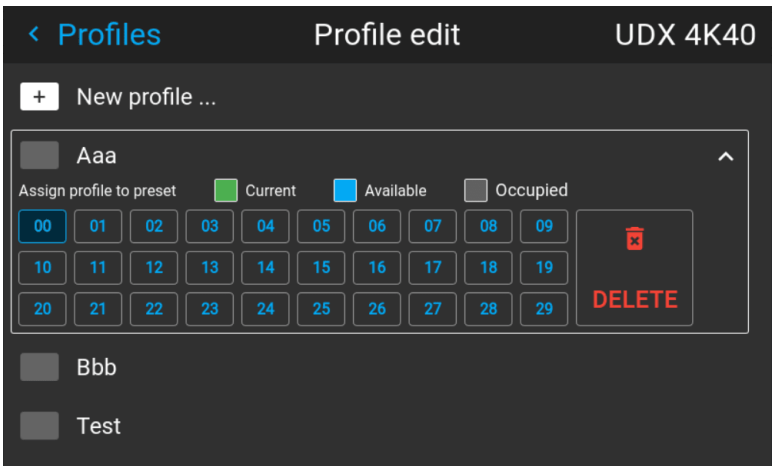 Profiles Profile edit UDX 4K40
+ New profile ...
Aaa
Assign profile to preset Current Available Occupied
00 01 02 03 04 05 06 07 08 09
10 11 12 13 14 15 16 17 18 19
20 21 22 23 24 25 26 27 28 29
DELETE
Bbb
Test